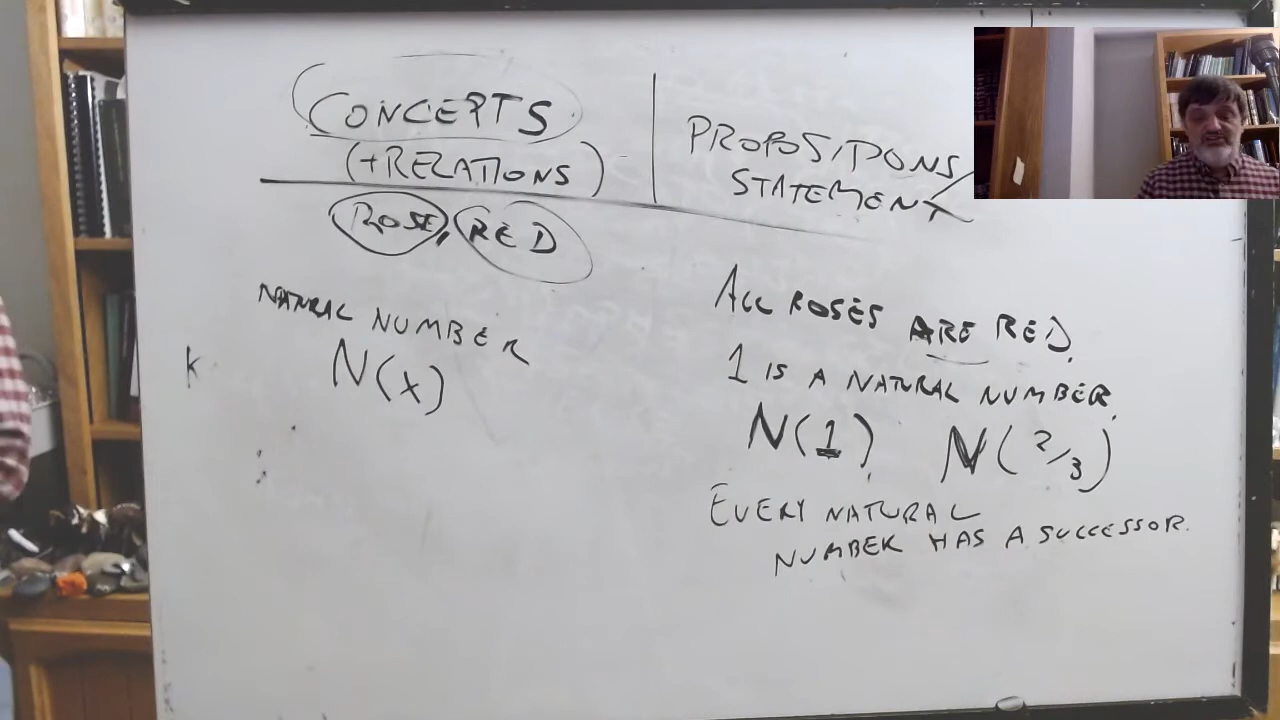 CONCEPTS
(+RELATIONS)
ROSE, RED
NATURAL NUMBER
N(x)
K
PROPOSITIONS/
STATEMENT
ALL ROSES ARE RED.
1 IS A NATURAL NUMBER.
N(1), N(2/3)
EVERY NATURAL
NUMBER HAS A SUCCESSOR.